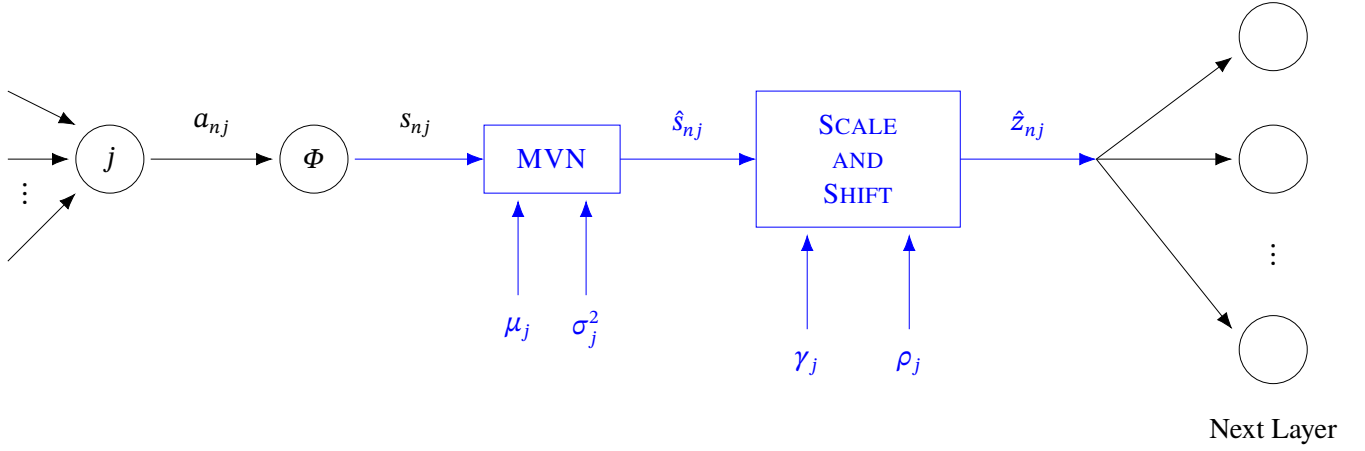 j
a_{nj}
Φ
s_{nj}
MVN
ŝ_{nj}
SCALE
AND
SHIFT
ẑ_{nj}
⋮
⋮
μ_j
σ_j^2
γ_j
ρ_j
Next Layer